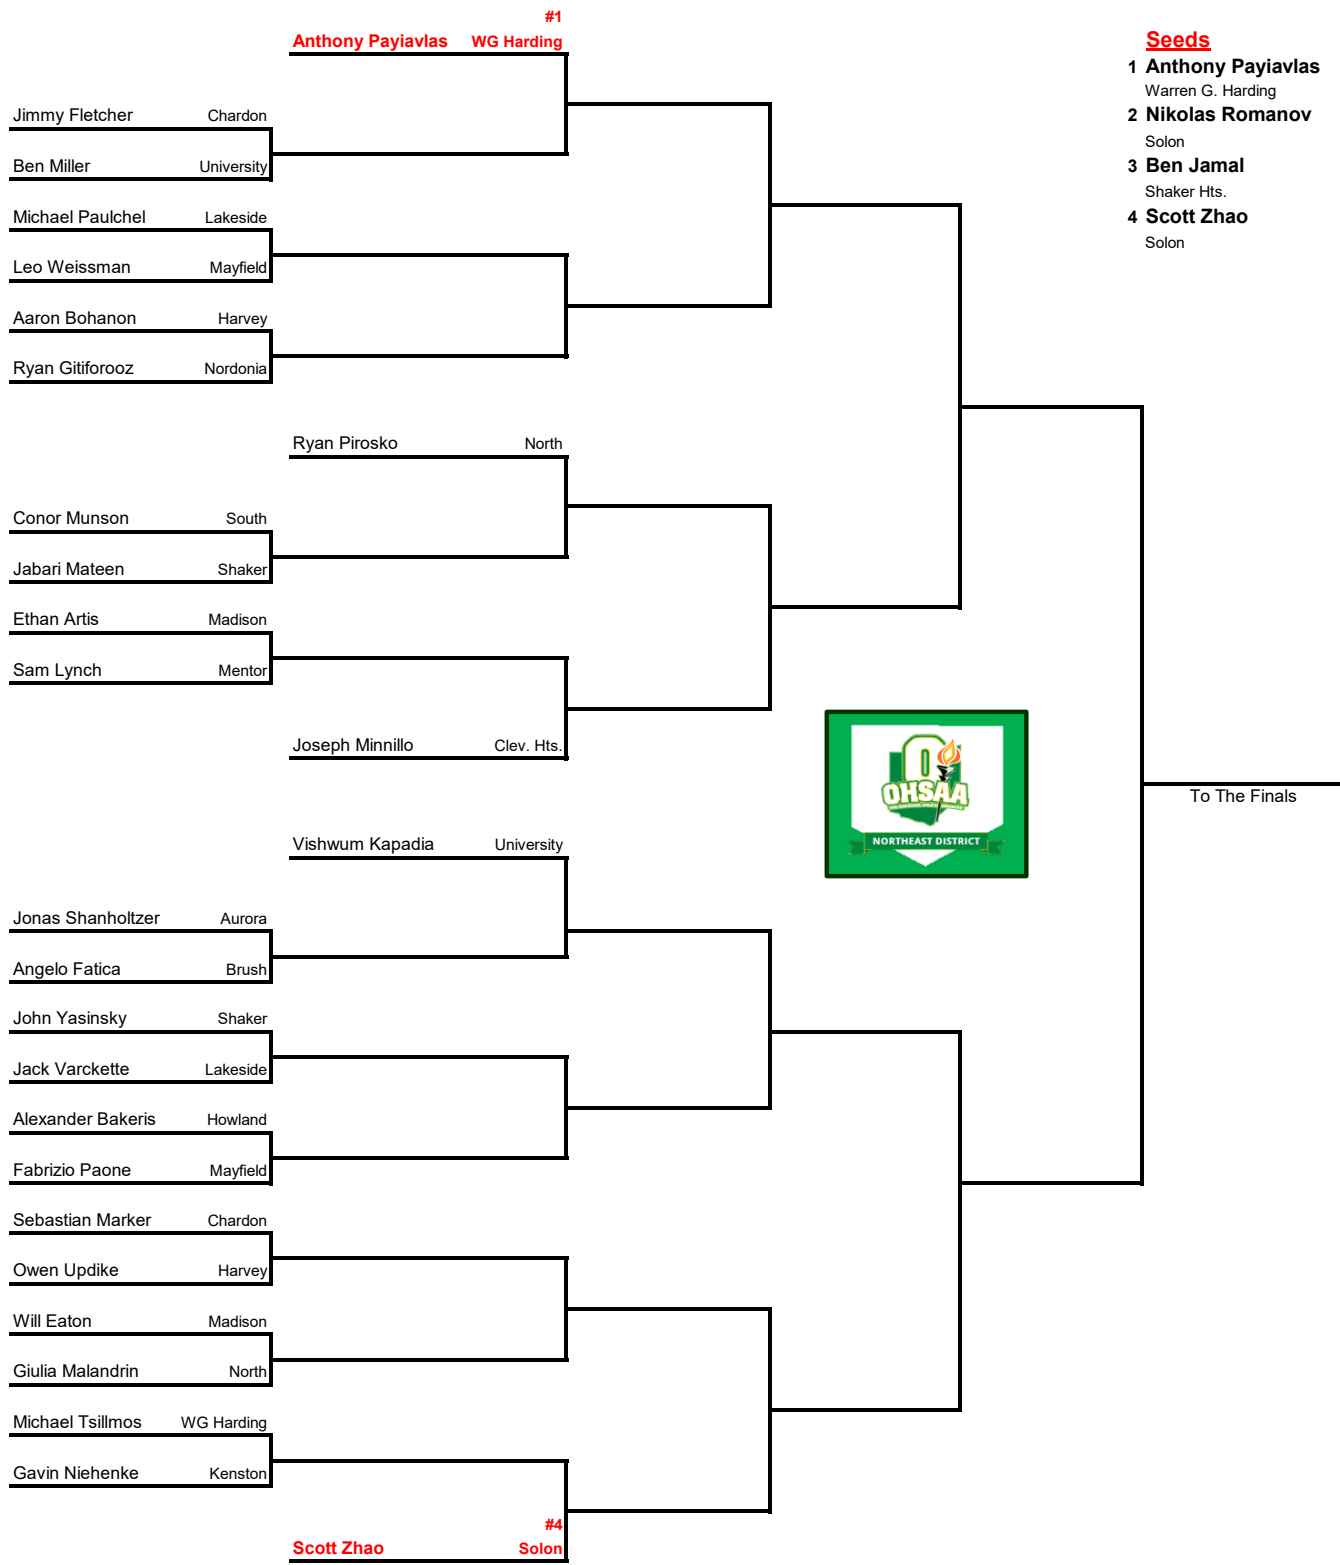 #1
Anthony Payiavlas WG Harding
Seeds
1 Anthony Payiavlas
Warren G. Harding
2 Nikolas Romanov
Solon
3 Ben Jamal
Shaker Hts.
4 Scott Zhao
Solon
Jimmy Fletcher Chardon
Ben Miller University
Michael Paulchel Lakeside
Leo Weissman Mayfield
Aaron Bohanon Harvey
Ryan Gitiforooz Nordonia
Ryan Pirosko North
Conor Munson South
Jabari Mateen Shaker
Ethan Artis Madison
Sam Lynch Mentor
Joseph Minnillo Clev. Hts.
OHSAA
NORTHEAST DISTRICT
To The Finals
Vishwum Kapadia University
Jonas Shanholtzer Aurora
Angelo Fatica Brush
John Yasinsky Shaker
Jack Varckette Lakeside
Alexander Bakeris Howland
Fabrizio Paone Mayfield
Sebastian Marker Chardon
Owen Updike Harvey
Will Eaton Madison
Giulia Malandrin North
Michael Tsillmos WG Harding
Gavin Niehenke Kenston
#4
Scott Zhao Solon